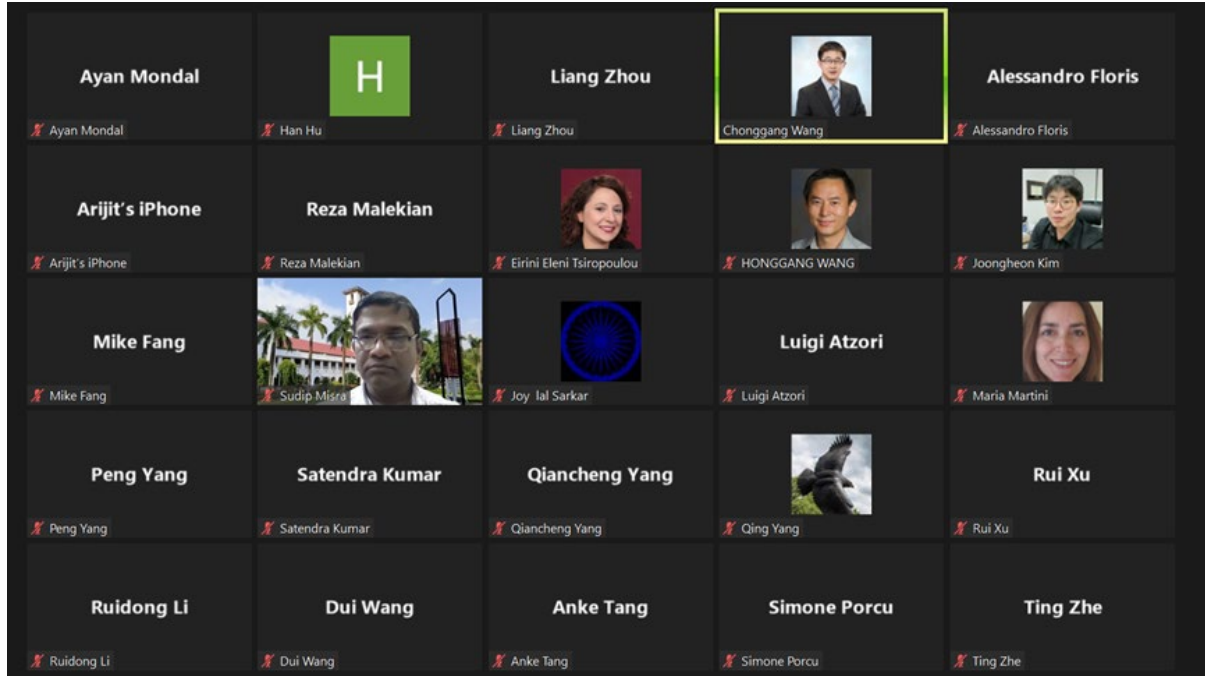 Ayan Mondal
Ayan Mondal
H
Han Hu
Liang Zhou
Liang Zhou
Chonggang Wang
Alessandro Floris
Alessandro Floris
Arijit's iPhone
Arijit's iPhone
Reza Malekian
Reza Malekian
Eirini Eleni Tsiropoulou
HONGGANG WANG
Joongheon Kim
Mike Fang
Mike Fang
Sudip Misra
Joy lal Sarkar
Luigi Atzori
Luigi Atzori
Maria Martini
Peng Yang
Peng Yang
Satendra Kumar
Satendra Kumar
Qiancheng Yang
Qiancheng Yang
Qing Yang
Rui Xu
Rui Xu
Ruidong Li
Ruidong Li
Dui Wang
Dui Wang
Anke Tang
Anke Tang
Simone Porcu
Simone Porcu
Ting Zhe
Ting Zhe